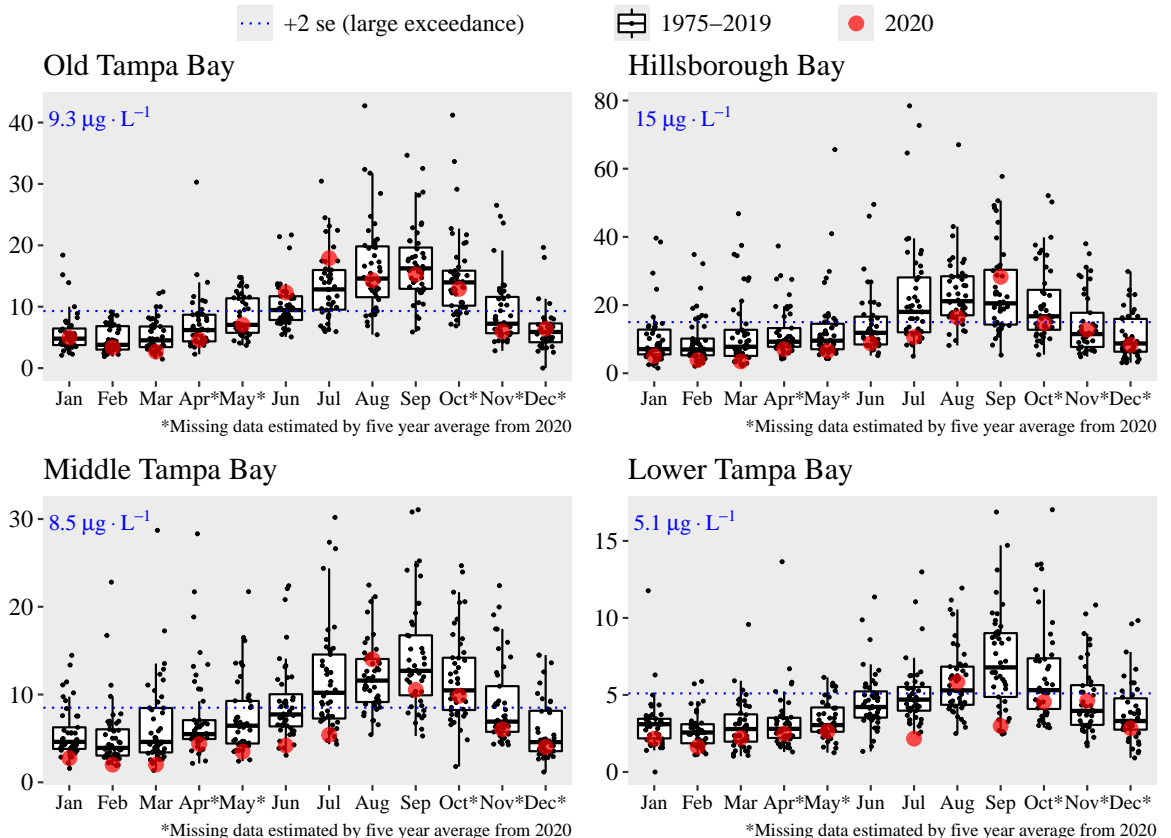 +2 se (large exceedance) 1975–2019 2020
Old Tampa Bay
9.3 µg · L⁻¹
40
30
20
10
0
Jan Feb Mar Apr* May* Jun Jul Aug Sep Oct* Nov* Dec*
*Missing data estimated by five year average from 2020
Hillsborough Bay
15 µg · L⁻¹
80
60
40
20
0
Jan Feb Mar Apr* May* Jun Jul Aug Sep Oct* Nov* Dec*
*Missing data estimated by five year average from 2020
Middle Tampa Bay
8.5 µg · L⁻¹
30
20
10
0
Jan Feb Mar Apr* May* Jun Jul Aug Sep Oct* Nov* Dec*
*Missing data estimated by five year average from 2020
Lower Tampa Bay
5.1 µg · L⁻¹
15
10
5
0
Jan Feb Mar Apr* May* Jun Jul Aug Sep Oct* Nov* Dec*
*Missing data estimated by five year average from 2020